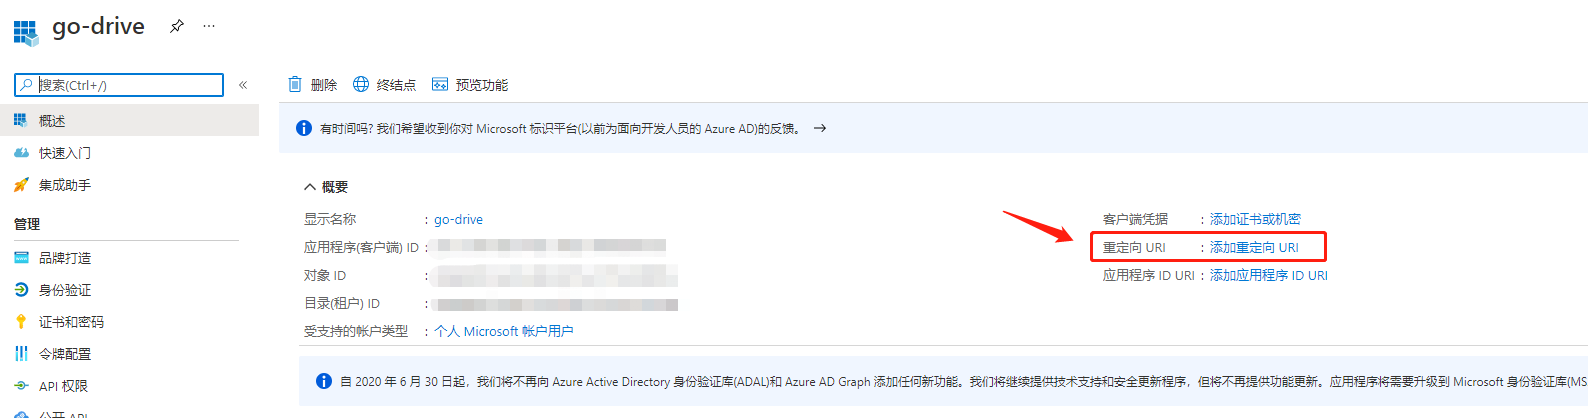 go-drive
搜索(Ctrl+/)
«
概述
快速入门
集成助手
管理
品牌打造
身份验证
证书和密码
令牌配置
API 权限
公开 API
删除 终结点 预览功能
有时间吗? 我们希望收到你对 Microsoft 标识平台(以前为面向开发人员的 Azure AD)的反馈。 →
概要
显示名称 : go-drive
应用程序(客户端) ID :
对象 ID :
目录(租户) ID :
受支持的帐户类型 : 个人 Microsoft 帐户用户
客户端凭据 : 添加证书或机密
重定向 URI : 添加重定向 URI
应用程序 ID URI : 添加应用程序 ID URI
自 2020 年 6 月 30 日起，我们将不再向 Azure Active Directory 身份验证库(ADAL)和 Azure AD Graph 添加任何新功能。我们将继续提供技术支持和安全更新程序，但将不再提供功能更新。应用程序将需要升级到 Microsoft 身份验证库(MS